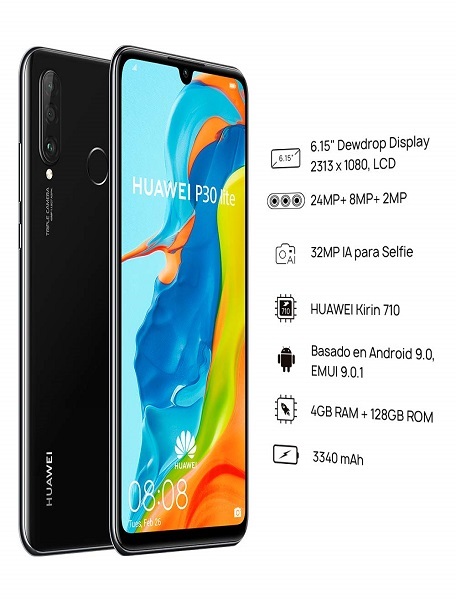 TRIPLE CAMERA
HUAWEI
HUAWEI P30 lite
HUAWEI
08:08
Tue, Feb 26
6.15"
6.15" Dewdrop Display
2313 x 1080, LCD
24MP+ 8MP+ 2MP
AI
32MP IA para Selfie
710
HUAWEI Kirin 710
Basado en Android 9.0,
EMUI 9.0.1
4GB RAM + 128GB ROM
3340 mAh